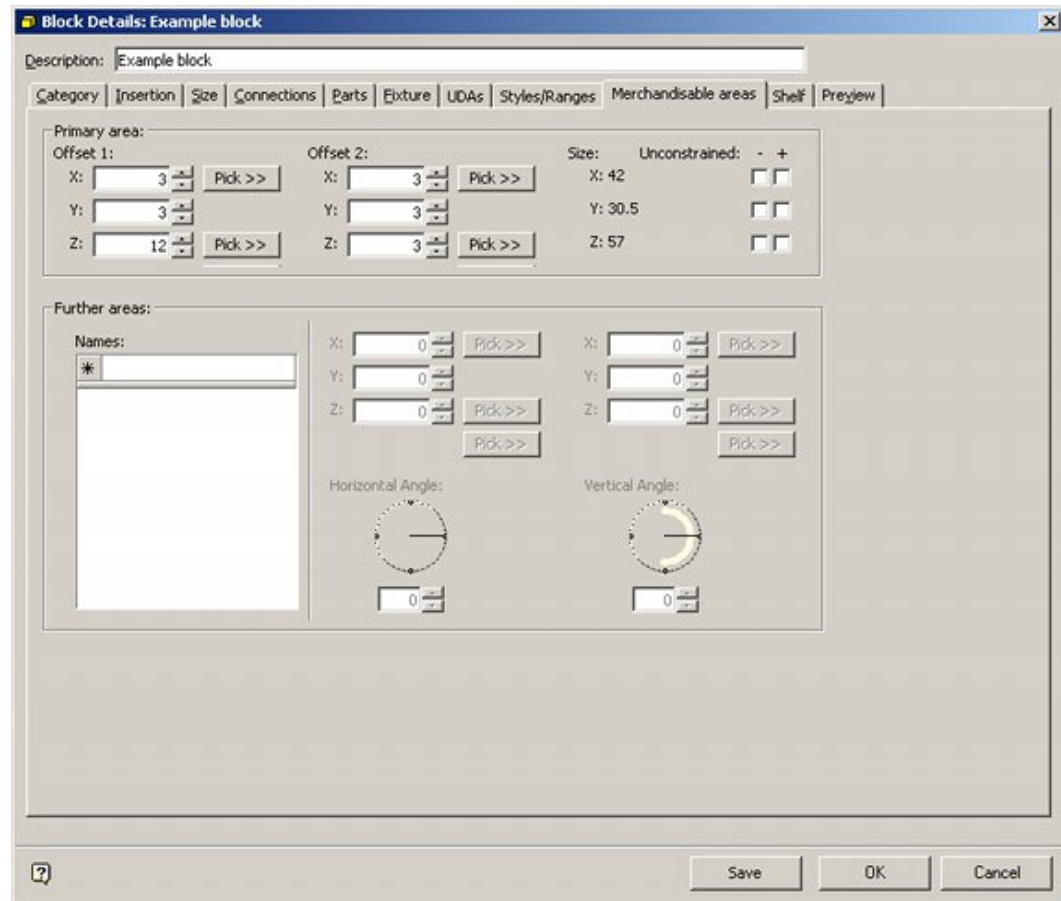 Block Details: Example block
Description: Example block
Category Insertion Size Connections Parts Fixture UDAs Styles/Ranges Merchandisable areas Shelf Preview
Primary area:
Offset 1: Offset 2: Size: Unconstrained: - +
X: 3 Pick >> X: 3 Pick >> X: 42
Y: 3 Y: 3 Y: 30.5
Z: 12 Pick >> Z: 3 Pick >> Z: 57
Further areas:
Names:
X: 0 Pick >> X: 0 Pick >>
Y: 0 Y: 0
Z: 0 Pick >> Z: 0 Pick >>
Pick >> Pick >>
Horizontal Angle: Vertical Angle:
0 0
Save OK Cancel